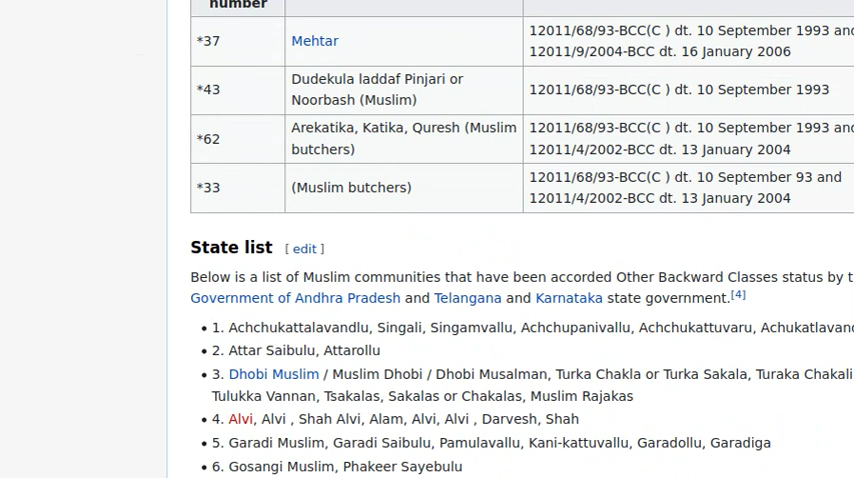 number
*37
Mehtar
12011/68/93-BCC(C ) dt. 10 September 1993 and
12011/9/2004-BCC dt. 16 January 2006
*43
Dudekula laddaf Pinjari or
Noorbash (Muslim)
12011/68/93-BCC(C ) dt. 10 September 1993
*62
Arekatika, Katika, Quresh (Muslim
butchers)
12011/68/93-BCC(C ) dt. 10 September 1993 and
12011/4/2002-BCC dt. 13 January 2004
*33
(Muslim butchers)
12011/68/93-BCC(C ) dt. 10 September 93 and
12011/4/2002-BCC dt. 13 January 2004
State list [ edit ]
Below is a list of Muslim communities that have been accorded Other Backward Classes status by t
Government of Andhra Pradesh and Telangana and Karnataka state government.[4]
• 1. Achchukattalavandlu, Singali, Singamvallu, Achchupanivallu, Achchukattuvaru, Achukatlavand
• 2. Attar Saibulu, Attarollu
• 3. Dhobi Muslim / Muslim Dhobi / Dhobi Musalman, Turka Chakla or Turka Sakala, Turaka Chakali
Tulukka Vannan, Tsakalas, Sakalas or Chakalas, Muslim Rajakas
• 4. Alvi, Alvi , Shah Alvi, Alam, Alvi, Alvi , Darvesh, Shah
• 5. Garadi Muslim, Garadi Saibulu, Pamulavallu, Kani-kattuvallu, Garadollu, Garadiga
• 6. Gosangi Muslim, Phakeer Sayebulu